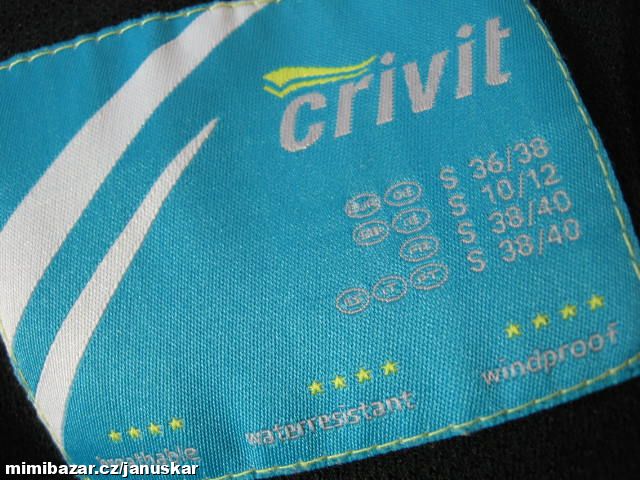 crivit
S 36/38
S 10/12
S 38/40
S 38/40
windproof
waterresistant
breathable
mimibazar.cz/januskar